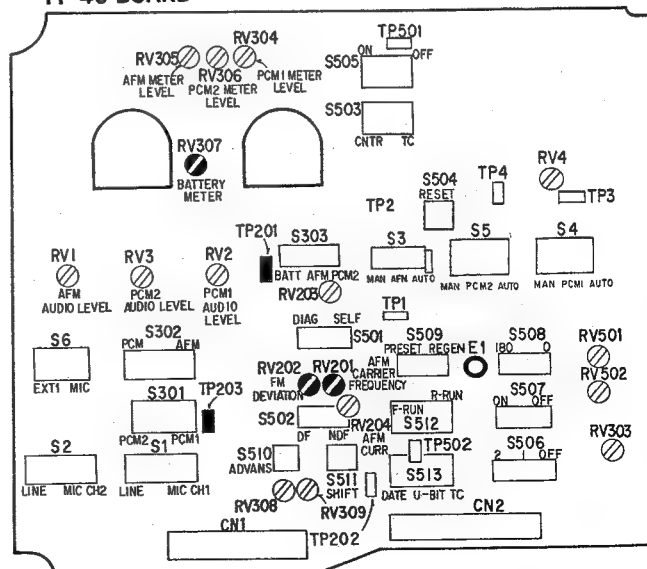 RV304
RV305
RV306
AFM METER
LEVEL
PCM2 METER
LEVEL
PCM1 METER
LEVEL
TP501
ON OFF
S505
S503
CNTR TC
RV307
BATTERY
METER
S504
RESET
TP4
RV4
TP3
TP2
RV1
AFM
AUDIO LEVEL
RV3
PCM2
AUDIO LEVEL
RV2
PCM1
AUDIO
LEVEL
TP201
S303
BATT AFM PCM2
RV203
S3
MAN AFM AUTO
S5
MAN PCM2 AUTO
S4
MAN PCM1 AUTO
TP1
DIAG SELF
S501
S6
EXT1 MIC
S302
PCM AFM
S509
PRESET REGEN
E1
S508
IBO O
RV501
RV502
RV202
RV201
FM
DEVIATION
AFM
CARRIER
FREQUENCY
S301
PCM2 PCM1
TP203
S502
DF NDF
RV204
AFM
CURR
R-RUN
F-RUN
S512
S507
ON OFF
RV303
S2
LINE MIC CH2
S1
LINE MIC CH1
S510
ADVANS
S511
SHIFT
TP502
S513
DATE U-BIT TC
S506
2 1 OFF
RV308
RV309
TP202
CN1
CN2